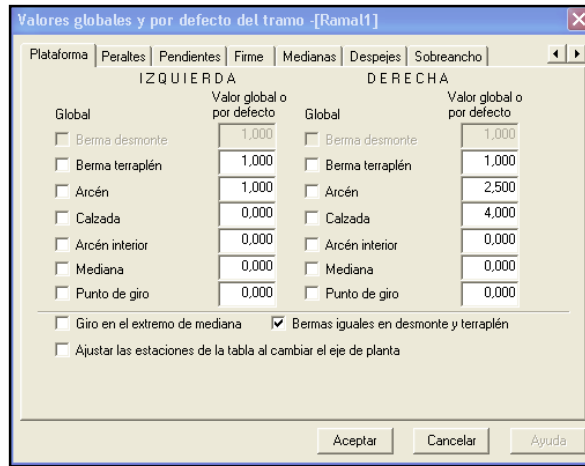 Valores globales y por defecto del tramo -[Ramal1]
Plataforma Peraltes Pendientes Firme Medianas Despejes Sobreancho
IZQUIERDA DERECHA
Global Valor global o por defecto Global Valor global o por defecto
Berma desmonte 1,000 Berma desmonte 1,000
Berma terraplén 1,000 Berma terraplén 1,000
Arcén 1,000 Arcén 2,500
Calzada 0,000 Calzada 4,000
Arcén interior 0,000 Arcén interior 0,000
Mediana 0,000 Mediana 0,000
Punto de giro 0,000 Punto de giro 0,000
Giro en el extremo de mediana Bermas iguales en desmonte y terraplén
Ajustar las estaciones de la tabla al cambiar el eje de planta
Aceptar Cancelar Ayuda